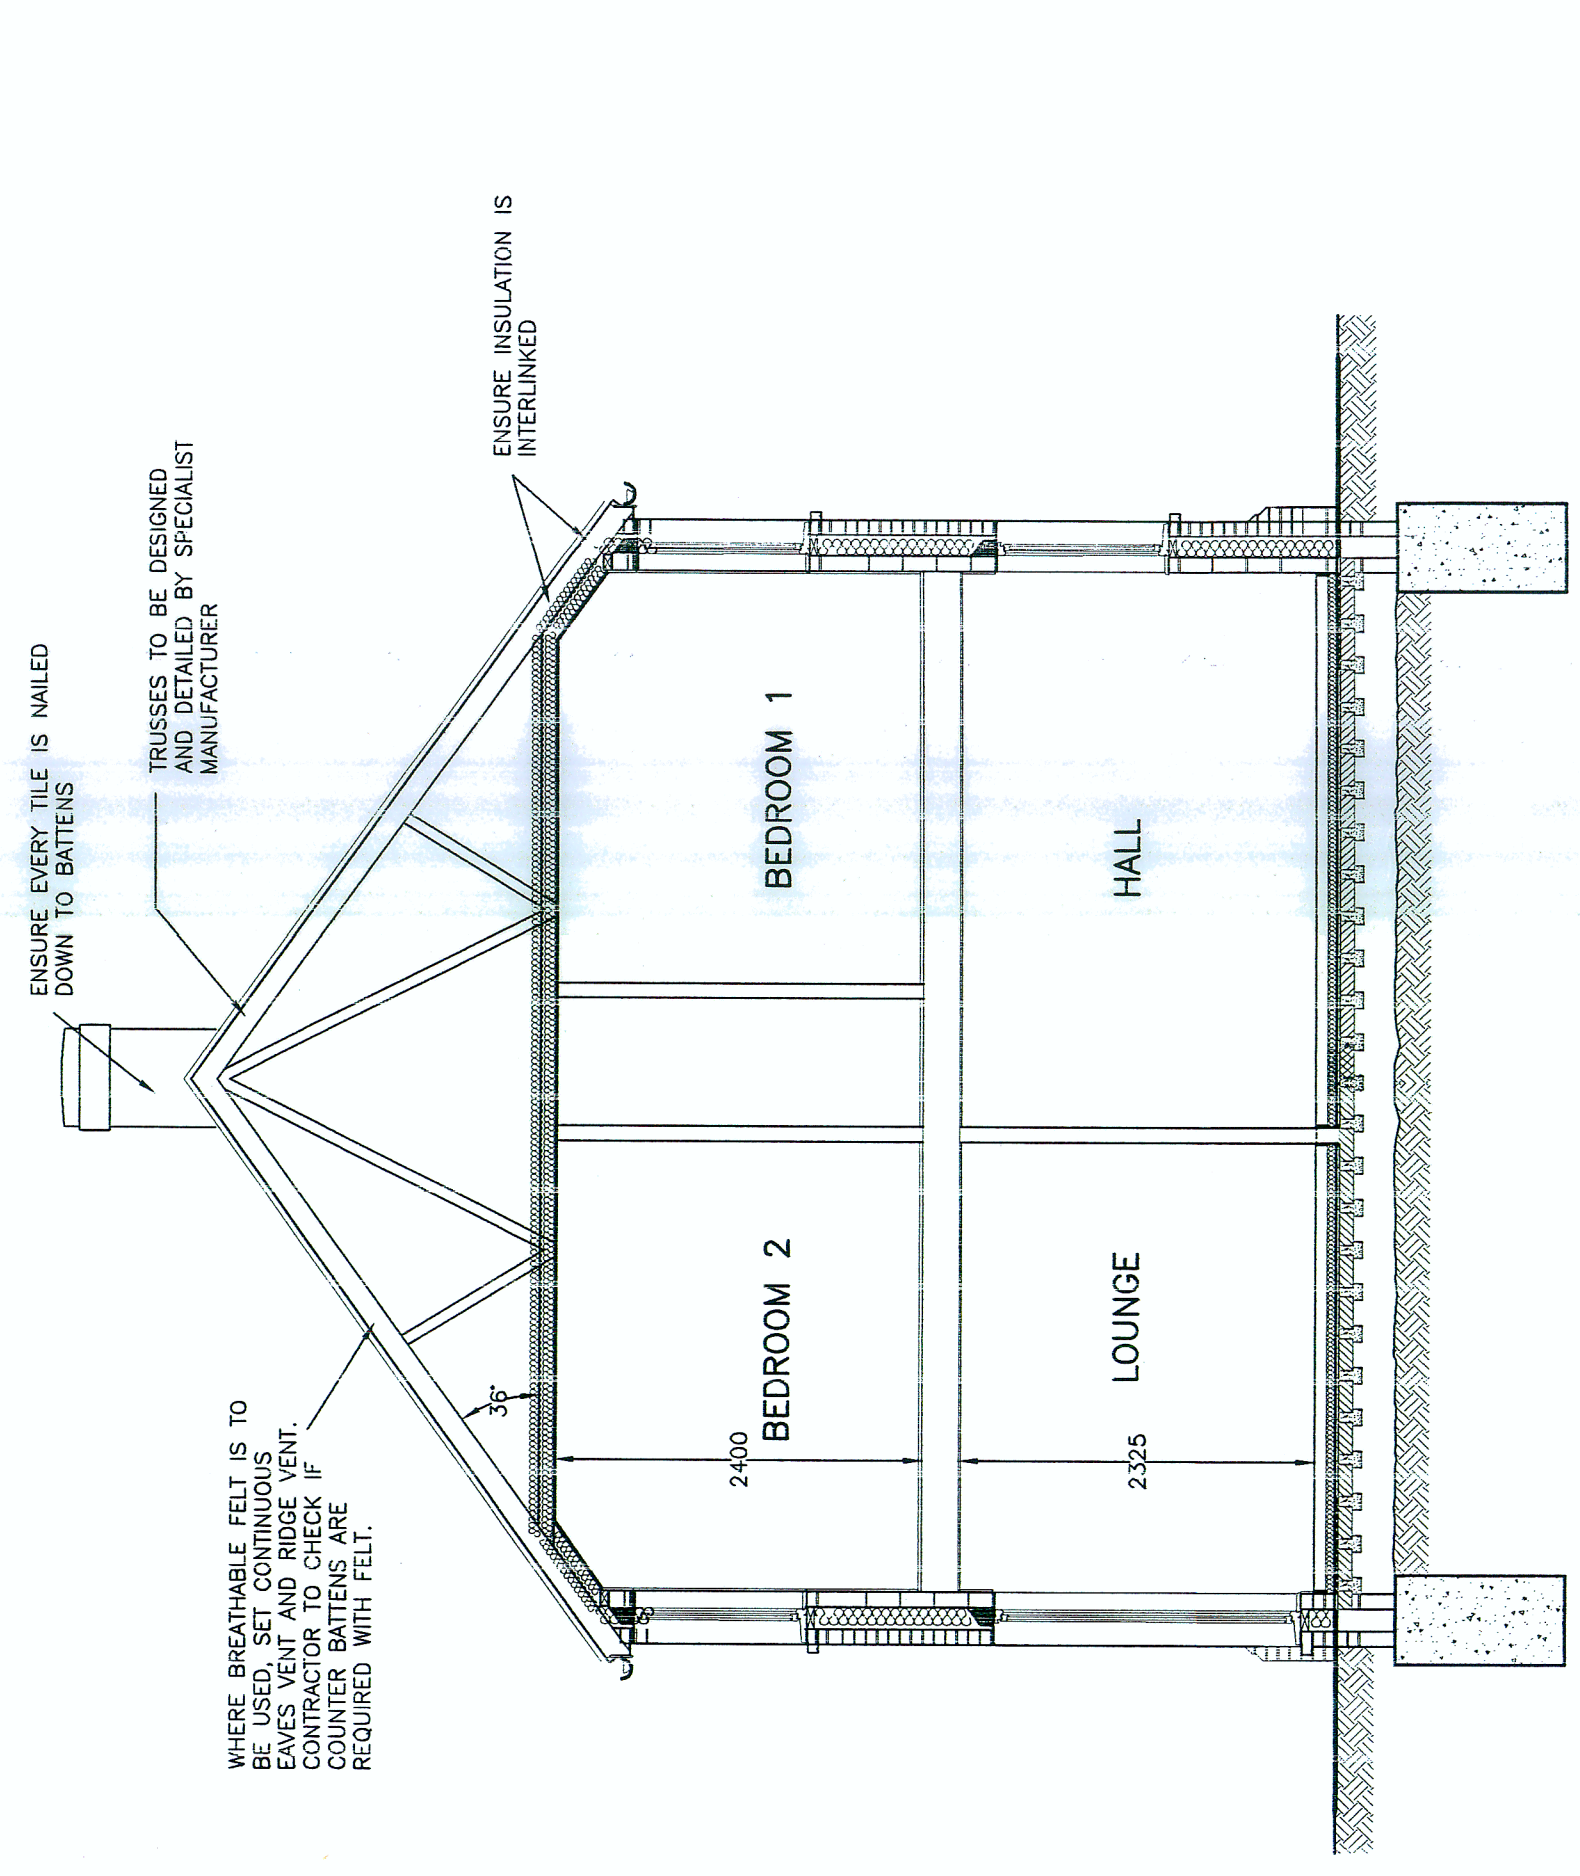 ENSURE EVERY TILE IS NAILED
DOWN TO BATTENS
TRUSSES TO BE DESIGNED
AND DETAILED BY SPECIALIST
MANUFACTURER
WHERE BREATHABLE FELT IS TO
BE USED, SET CONTINUOUS
EAVES VENT AND RIDGE VENT.
CONTRACTOR TO CHECK IF
COUNTER BATTENS ARE
REQUIRED WITH FELT.
ENSURE INSULATION IS
INTERLINKED
36°
2400
BEDROOM 2
BEDROOM 1
2325
LOUNGE
HALL